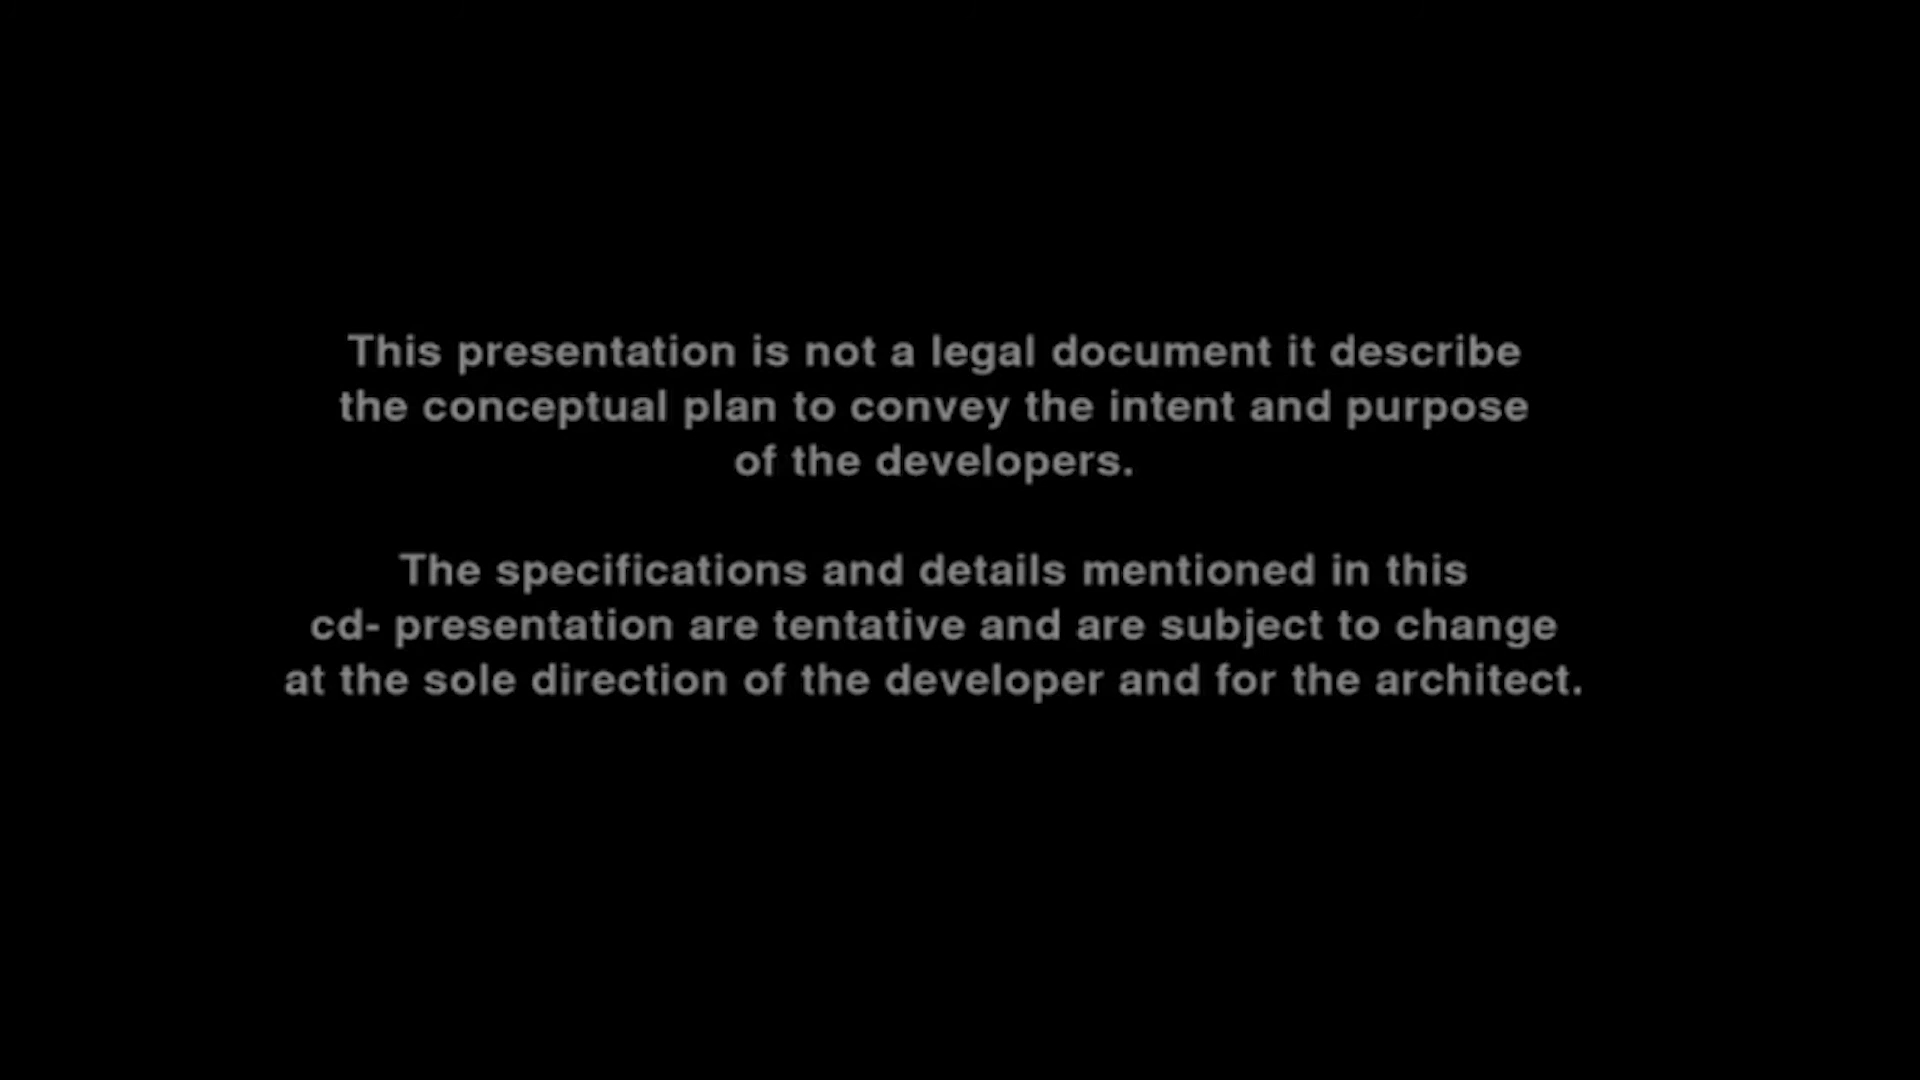 This presentation is not a legal document it describe
the conceptual plan to convey the intent and purpose
of the developers.
The specifications and details mentioned in this
cd- presentation are tentative and are subject to change
at the sole direction of the developer and for the architect.